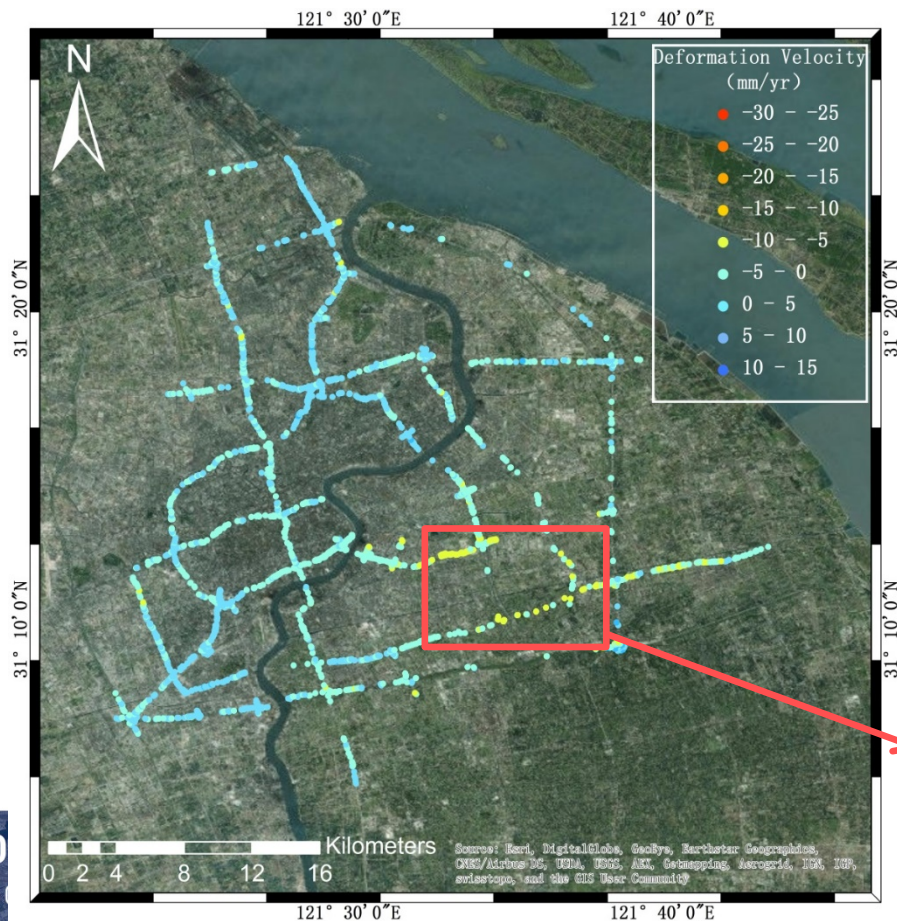 121° 30′0″E 121° 40′0″E
N
Deformation Velocity
(mm/yr)
-30 - -25
-25 - -20
-20 - -15
-15 - -10
-10 - -5
-5 - 0
0 - 5
5 - 10
10 - 15
31° 20′0″N 31° 20′0″N
31° 10′0″N 31° 10′0″N
Kilometers
0 2 4 8 12 16
Source: Esri, DigitalGlobe, GeoEye, Earthstar Geographics,
CNES/Airbus DS, USDA, USGS, AEX, Getmapping, Aerogrid, IGN, IGP,
swisstopo, and the GIS User Community
121° 30′0″E 121° 40′0″E